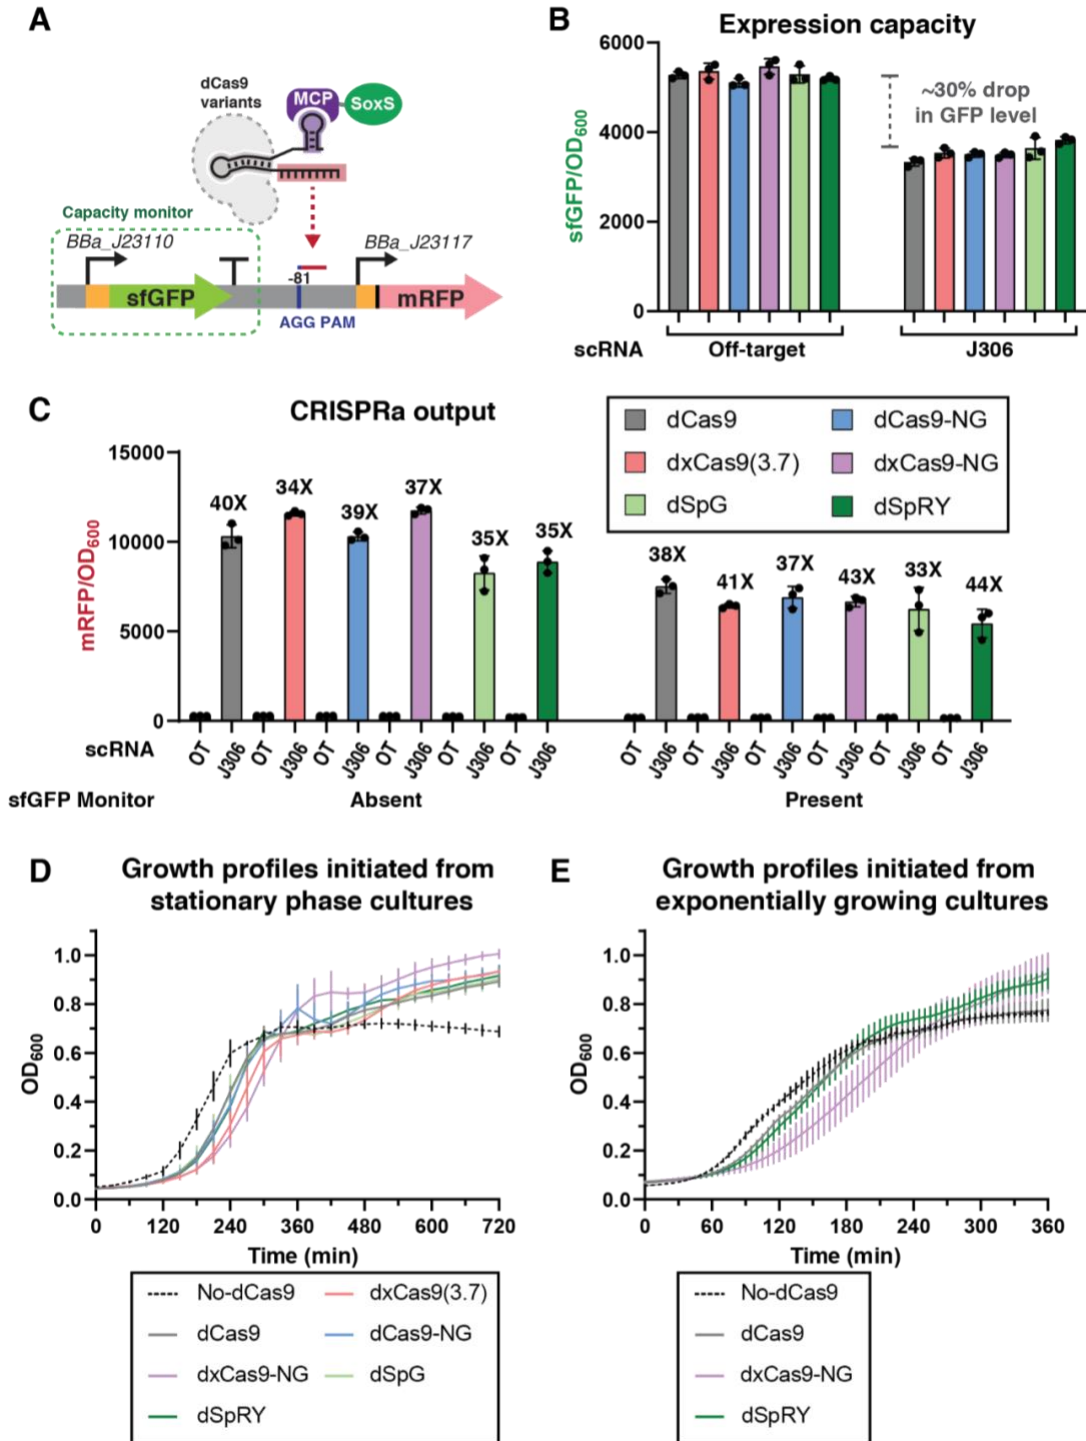 A
dCas9
variants
MCP
SoxS
Capacity monitor
BBa_J23110
BBa_J23117
-81
sfGFP
mRFP
AGG PAM
B
Expression capacity
sfGFP/OD600
6000
4000
2000
0
~30% drop
in GFP level
scRNA
Off-target
J306
C
CRISPRa output
dCas9
dCas9-NG
dxCas9(3.7)
dxCas9-NG
dSpG
dSpRY
mRFP/OD600
15000
10000
5000
0
40X
34X
39X
37X
35X
35X
38X
41X
37X
43X
33X
44X
scRNA
OT J306 OT J306 OT J306 OT J306 OT J306 OT J306
OT J306 OT J306 OT J306 OT J306 OT J306 OT J306
sfGFP Monitor
Absent
Present
D
Growth profiles initiated from
stationary phase cultures
OD600
1.0
0.8
0.6
0.4
0.2
0.0
0 120 240 360 480 600 720
Time (min)
No-dCas9
dxCas9(3.7)
dCas9
dCas9-NG
dxCas9-NG
dSpG
dSpRY
E
Growth profiles initiated from
exponentially growing cultures
OD600
1.0
0.8
0.6
0.4
0.2
0.0
0 60 120 180 240 300 360
Time (min)
No-dCas9
dCas9
dxCas9-NG
dSpRY